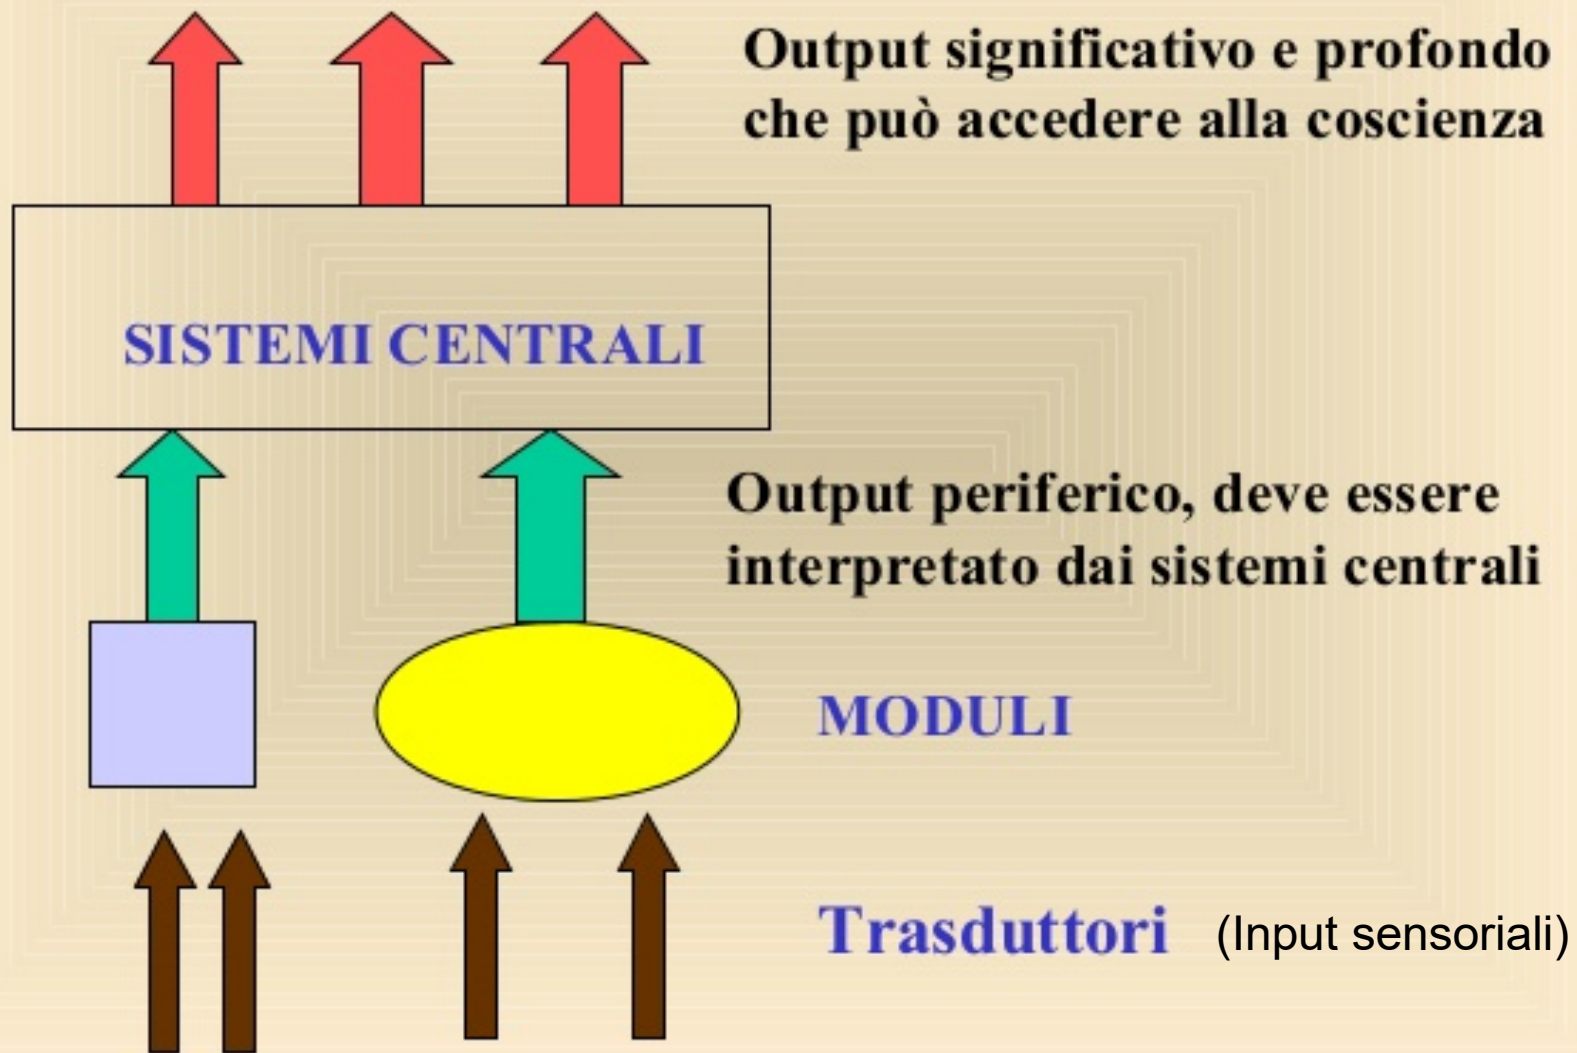 Output significativo e profondo
che può accedere alla coscienza
SISTEMI CENTRALI
Output periferico, deve essere
interpretato dai sistemi centrali
MODULI
Trasduttori (Input sensoriali)